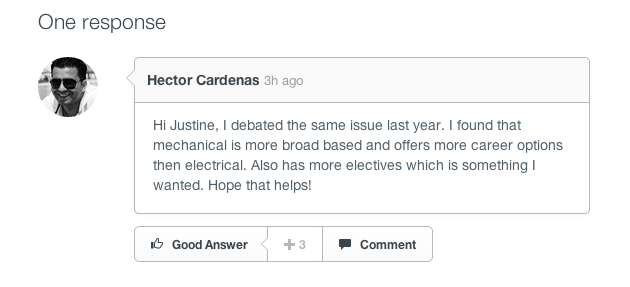 One response
Hector Cardenas 3h ago
Hi Justine, I debated the same issue last year. I found that
mechanical is more broad based and offers more career options
then electrical. Also has more electives which is something I
wanted. Hope that helps!
Good Answer + 3 Comment